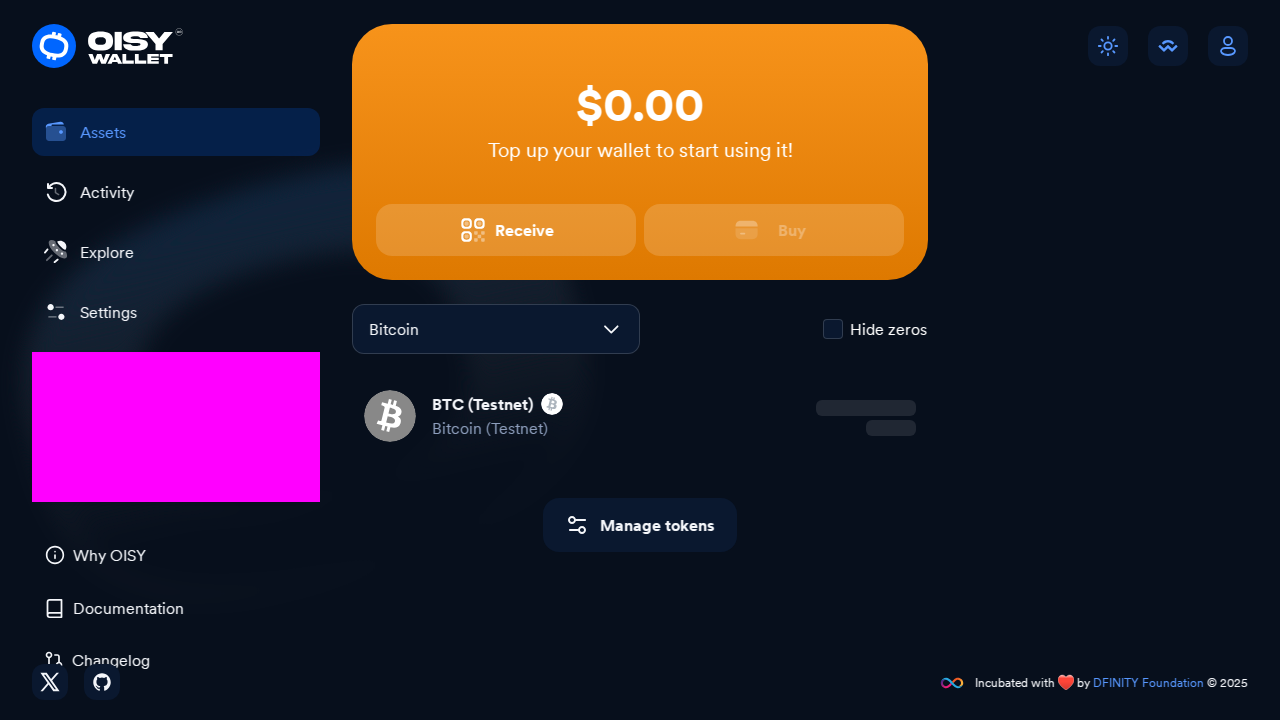 OISY
WALLET
Assets
Activity
Explore
Settings
Why OISY
Documentation
Changelog
$0.00
Top up your wallet to start using it!
Receive
Buy
Bitcoin
Hide zeros
BTC (Testnet)
Bitcoin (Testnet)
Manage tokens
Incubated with ❤️ by DFINITY Foundation © 2025